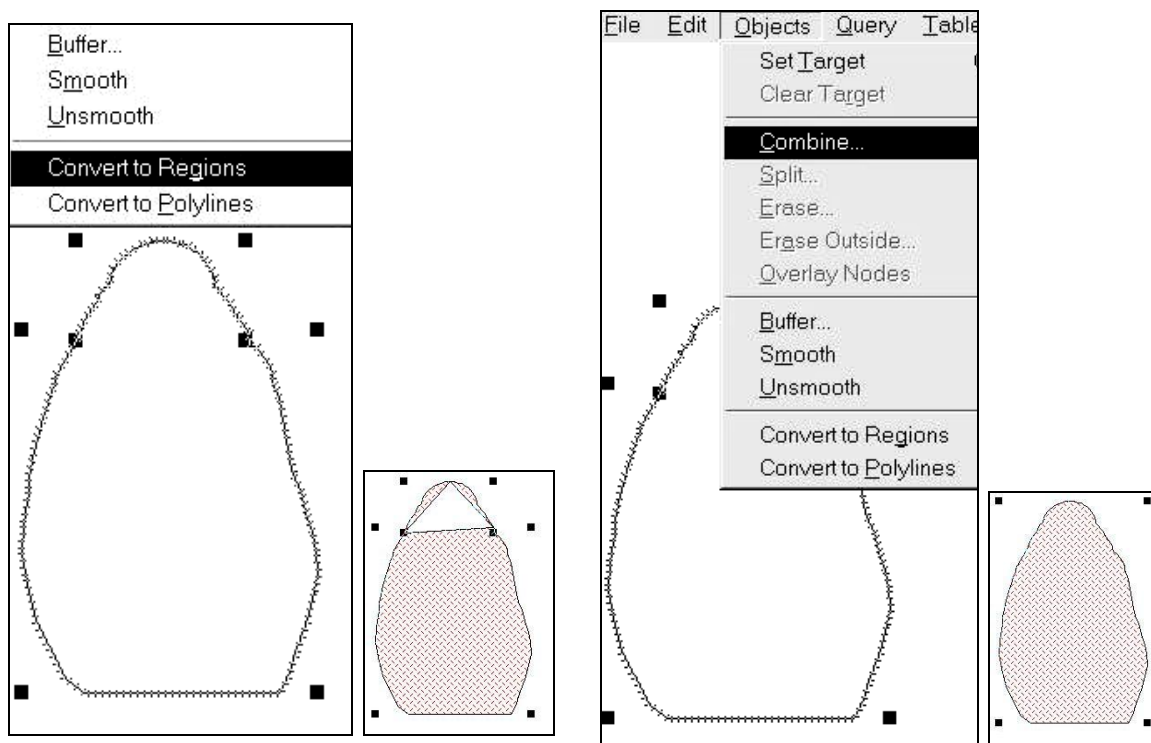 Buffer...
Smooth
Unsmooth
Convert to Regions
Convert to Polylines
File Edit Objects Query Table
Set Target
Clear Target
Combine...
Split...
Erase...
Erase Outside...
Overlay Nodes
Buffer...
Smooth
Unsmooth
Convert to Regions
Convert to Polylines